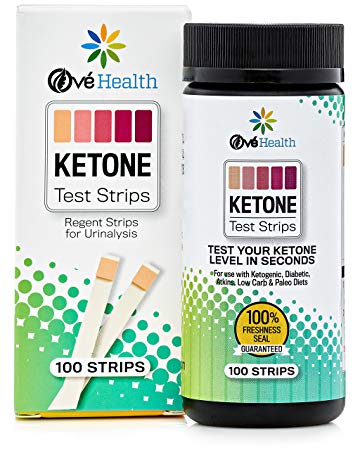 Ové Health
KETONE
Test Strips
Regent Strips
for Urinalysis
100 STRIPS
Ové Health
KETONE
Test Strips
TEST YOUR KETONE
LEVEL IN SECONDS
•For use with Ketogenic, Diabetic,
Atkins, Low Carb & Paleo Diets
100%
FRESHNESS
SEAL
GUARANTEED
100 STRIPS